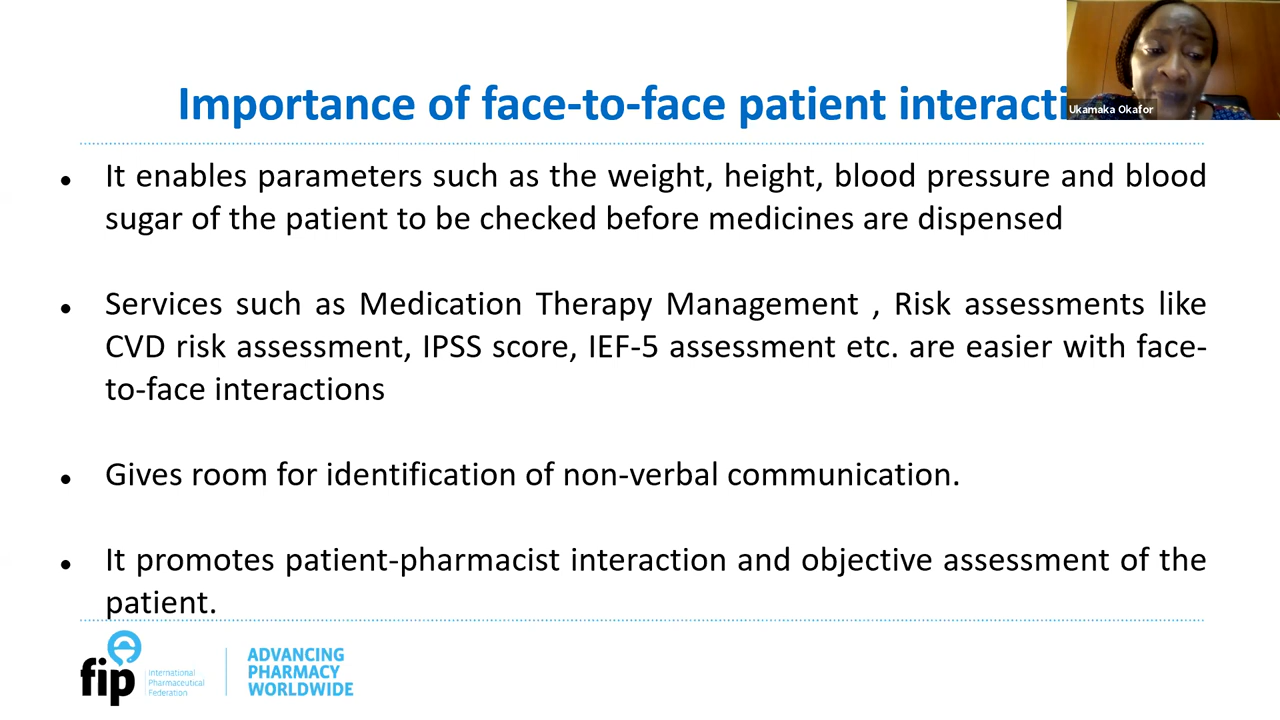 Importance of face-to-face patient interacti
Ukamaka Okafor
• It enables parameters such as the weight, height, blood pressure and blood
sugar of the patient to be checked before medicines are dispensed
• Services such as Medication Therapy Management , Risk assessments like
CVD risk assessment, IPSS score, IEF-5 assessment etc. are easier with face-
to-face interactions
• Gives room for identification of non-verbal communication.
• It promotes patient-pharmacist interaction and objective assessment of the
patient.
fip
International
Pharmaceutical
Federation
ADVANCING
PHARMACY
WORLDWIDE